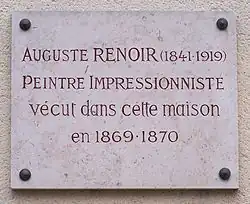 AUGUSTE RENOIR (1841-1919)
PEINTRE IMPRESSIONNISTE
vécut dans cette maison
en 1869-1870